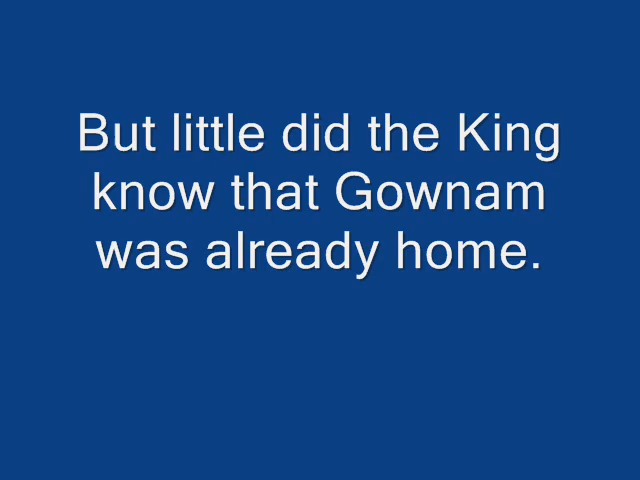 But little did the King
know that Gownam
was already home.